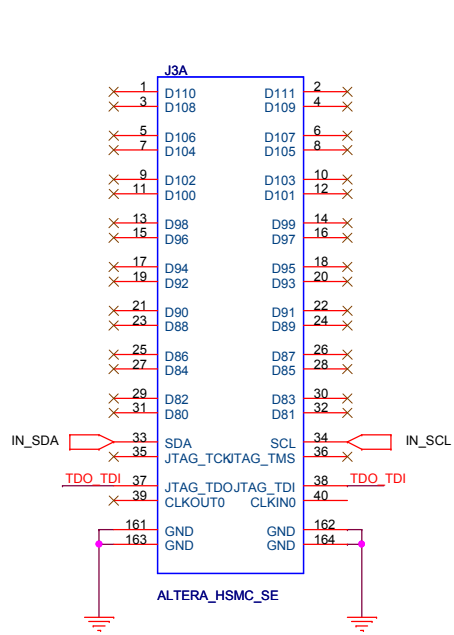 J3A
1 D110 D111 2
3 D108 D109 4
5 D106 D107 6
7 D104 D105 8
9 D102 D103 10
11 D100 D101 12
13 D98 D99 14
15 D96 D97 16
17 D94 D95 18
19 D92 D93 20
21 D90 D91 22
23 D88 D89 24
25 D86 D87 26
27 D84 D85 28
29 D82 D83 30
31 D80 D81 32
IN_SDA 33 SDA SCL 34 IN_SCL
35 JTAG_TCK JTAG_TMS 36
TDO_TDI 37 JTAG_TDO JTAG_TDI 38 TDO_TDI
39 CLKOUT0 CLKIN0 40
161 GND GND 162
163 GND GND 164
ALTERA_HSMC_SE